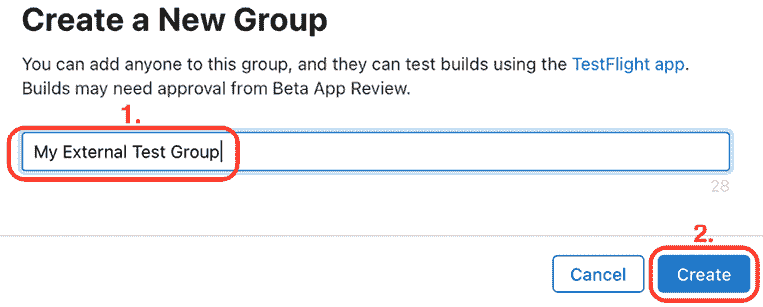 Create a New Group
You can add anyone to this group, and they can test builds using the TestFlight app.
Builds may need approval from Beta App Review.
1.
My External Test Group
28
2.
Cancel
Create